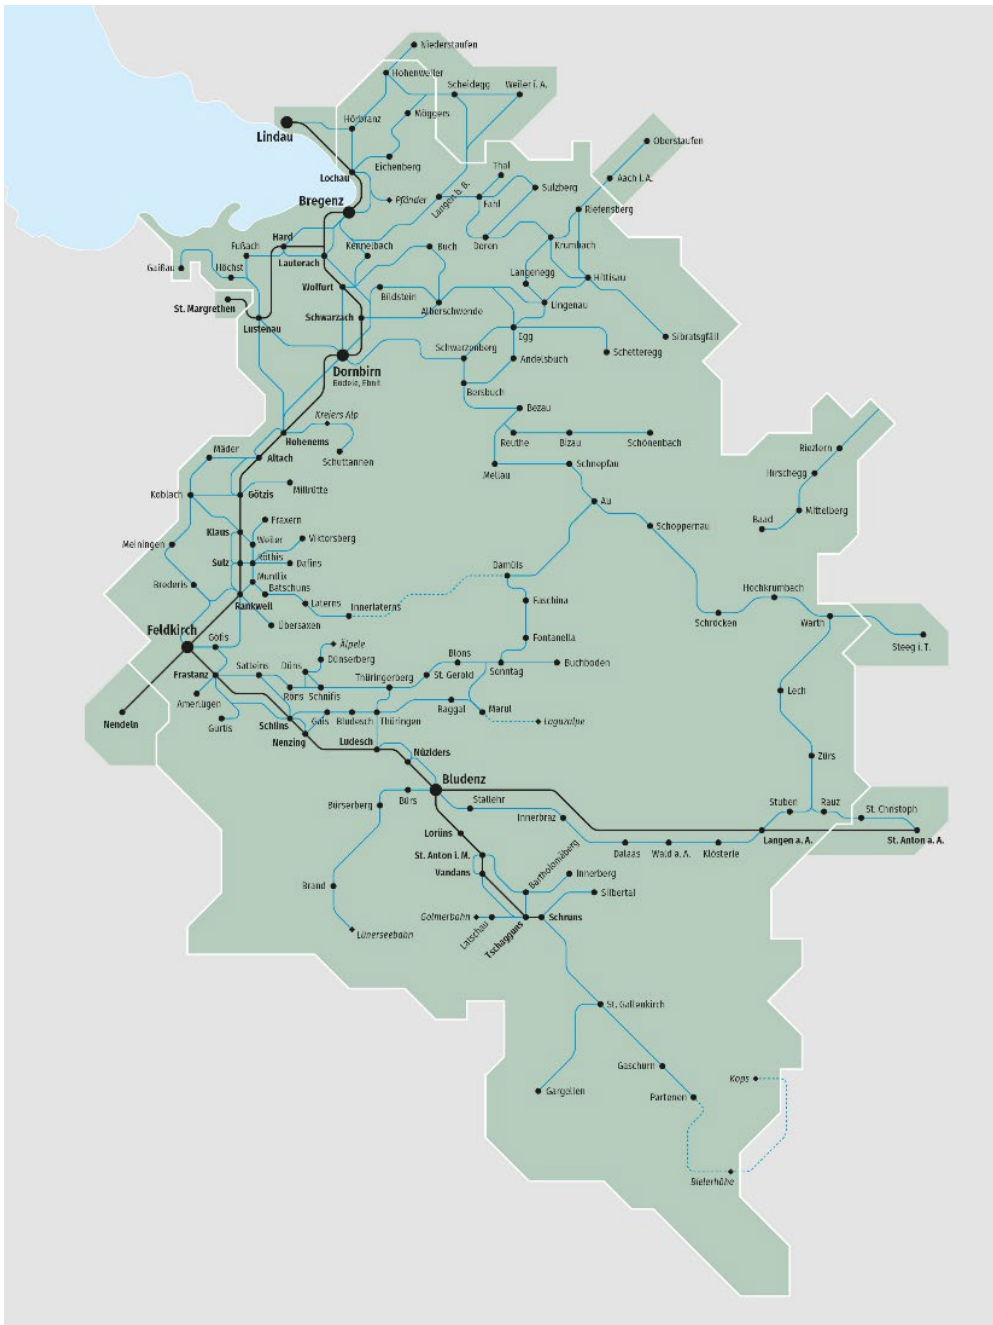 Niederstaufen
Hohenweiler
Scheidegg
Weiler i. A.
Möggers
Hörbranz
Lindau
Oberstaufen
Eichenberg
Thal
Lochau
Aach i. A.
Sulzberg
Langen b. B.
Pfänder
Bregenz
Fahl
Riefensberg
Hard
Doren
Krumbach
Fußach
Kennelbach
Buch
Lauterach
Gaißau
Höchst
Langenegg
Hittisau
Wolfurt
Bildstein
St. Margrethen
Alberschwende
Lingenau
Schwarzach
Lustenau
Egg
Sibratsgfäll
Schwarzenberg
Schetteregg
Andelsbuch
Dornbirn
Bödele, Ebnit
Bersbuch
Bezau
Kreiers Alp
Hohenems
Reuthe
Bizau
Schönenbach
Mäder
Riezlern
Altach
Schuttannen
Mellau
Schnepfau
Hirschegg
Koblach
Götzis
Millrütte
Au
Mittelberg
Fraxern
Baad
Klaus
Schoppernau
Weiler
Viktorsberg
Meiningen
Sulz
Röthis
Dafins
Damüls
Muntlix
Brederis
Batschuns
Hochkrumbach
Rankweil
Laterns
Faschina
Innerlaterns
Schröcken
Warth
Übersaxen
Feldkirch
Göfis
Älpele
Fontanella
Steeg i. T.
Dünserberg
Blons
Frastanz
Satteins
Düns
Thüringerberg
St. Gerold
Sonntag
Buchboden
Amerlügen
Röns
Schnifis
Lech
Raggal
Marul
Nendeln
Gurtis
Schlins
Gais
Bludesch
Thüringen
Laguzalpe
Nenzing
Ludesch
Nüziders
Zürs
Bludenz
Bürserberg
Bürs
Stallehr
Stuben
Rauz
St. Christoph
Innerbraz
Lorüns
Langen a. A.
St. Anton a. A.
St. Anton i. M.
Dalaas
Wald a. A.
Klösterle
Vandans
Bartholomäberg
Innerberg
Brand
Silbertal
Golmerbahn
Latschau
Tschagguns
Schruns
Lünerseebahn
St. Gallenkirch
Gaschurn
Kops
Gargellen
Partenen
Bielerhöhe